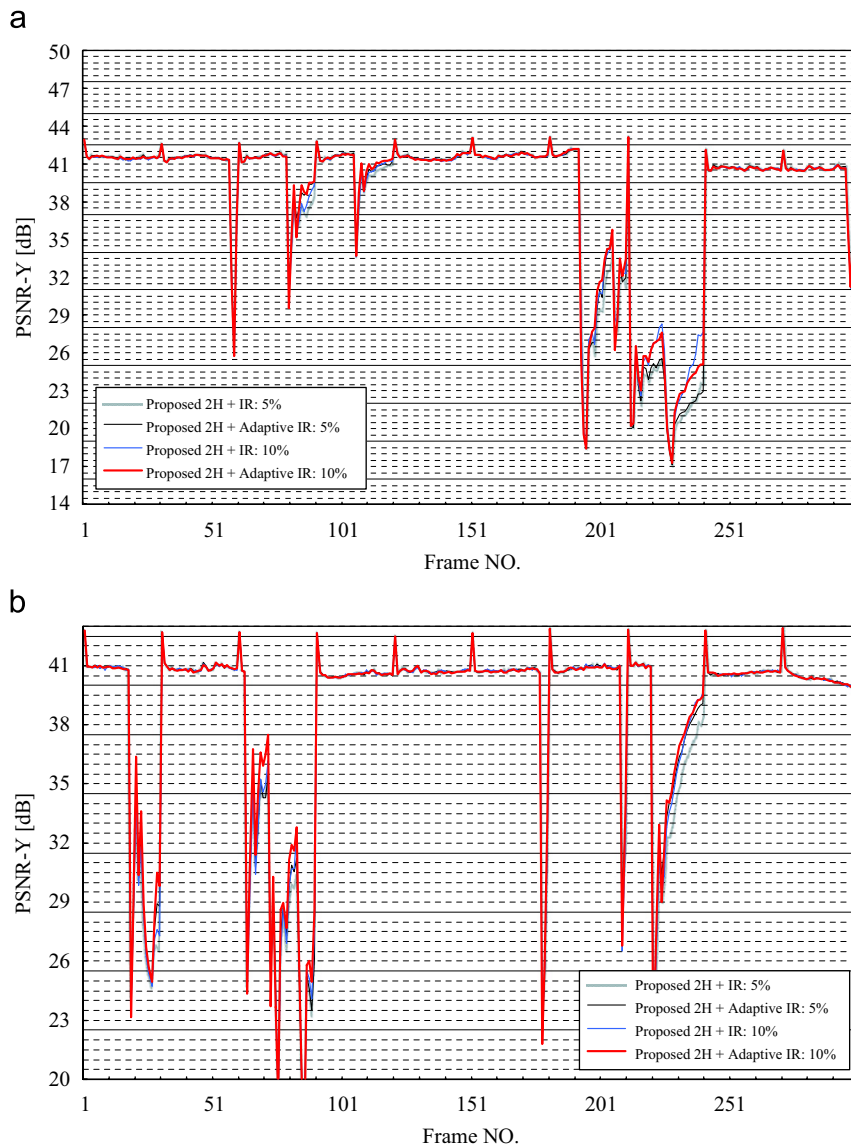 a
50
47
44
41
38
35
32
29
26
23
20
17
14
PSNR-Y [dB]
Proposed 2H + IR: 5%
Proposed 2H + Adaptive IR: 5%
Proposed 2H + IR: 10%
Proposed 2H + Adaptive IR: 10%
1 51 101 151 201 251
Frame NO.
b
41
38
35
32
29
26
23
20
PSNR-Y [dB]
Proposed 2H + IR: 5%
Proposed 2H + Adaptive IR: 5%
Proposed 2H + IR: 10%
Proposed 2H + Adaptive IR: 10%
1 51 101 151 201 251
Frame NO.